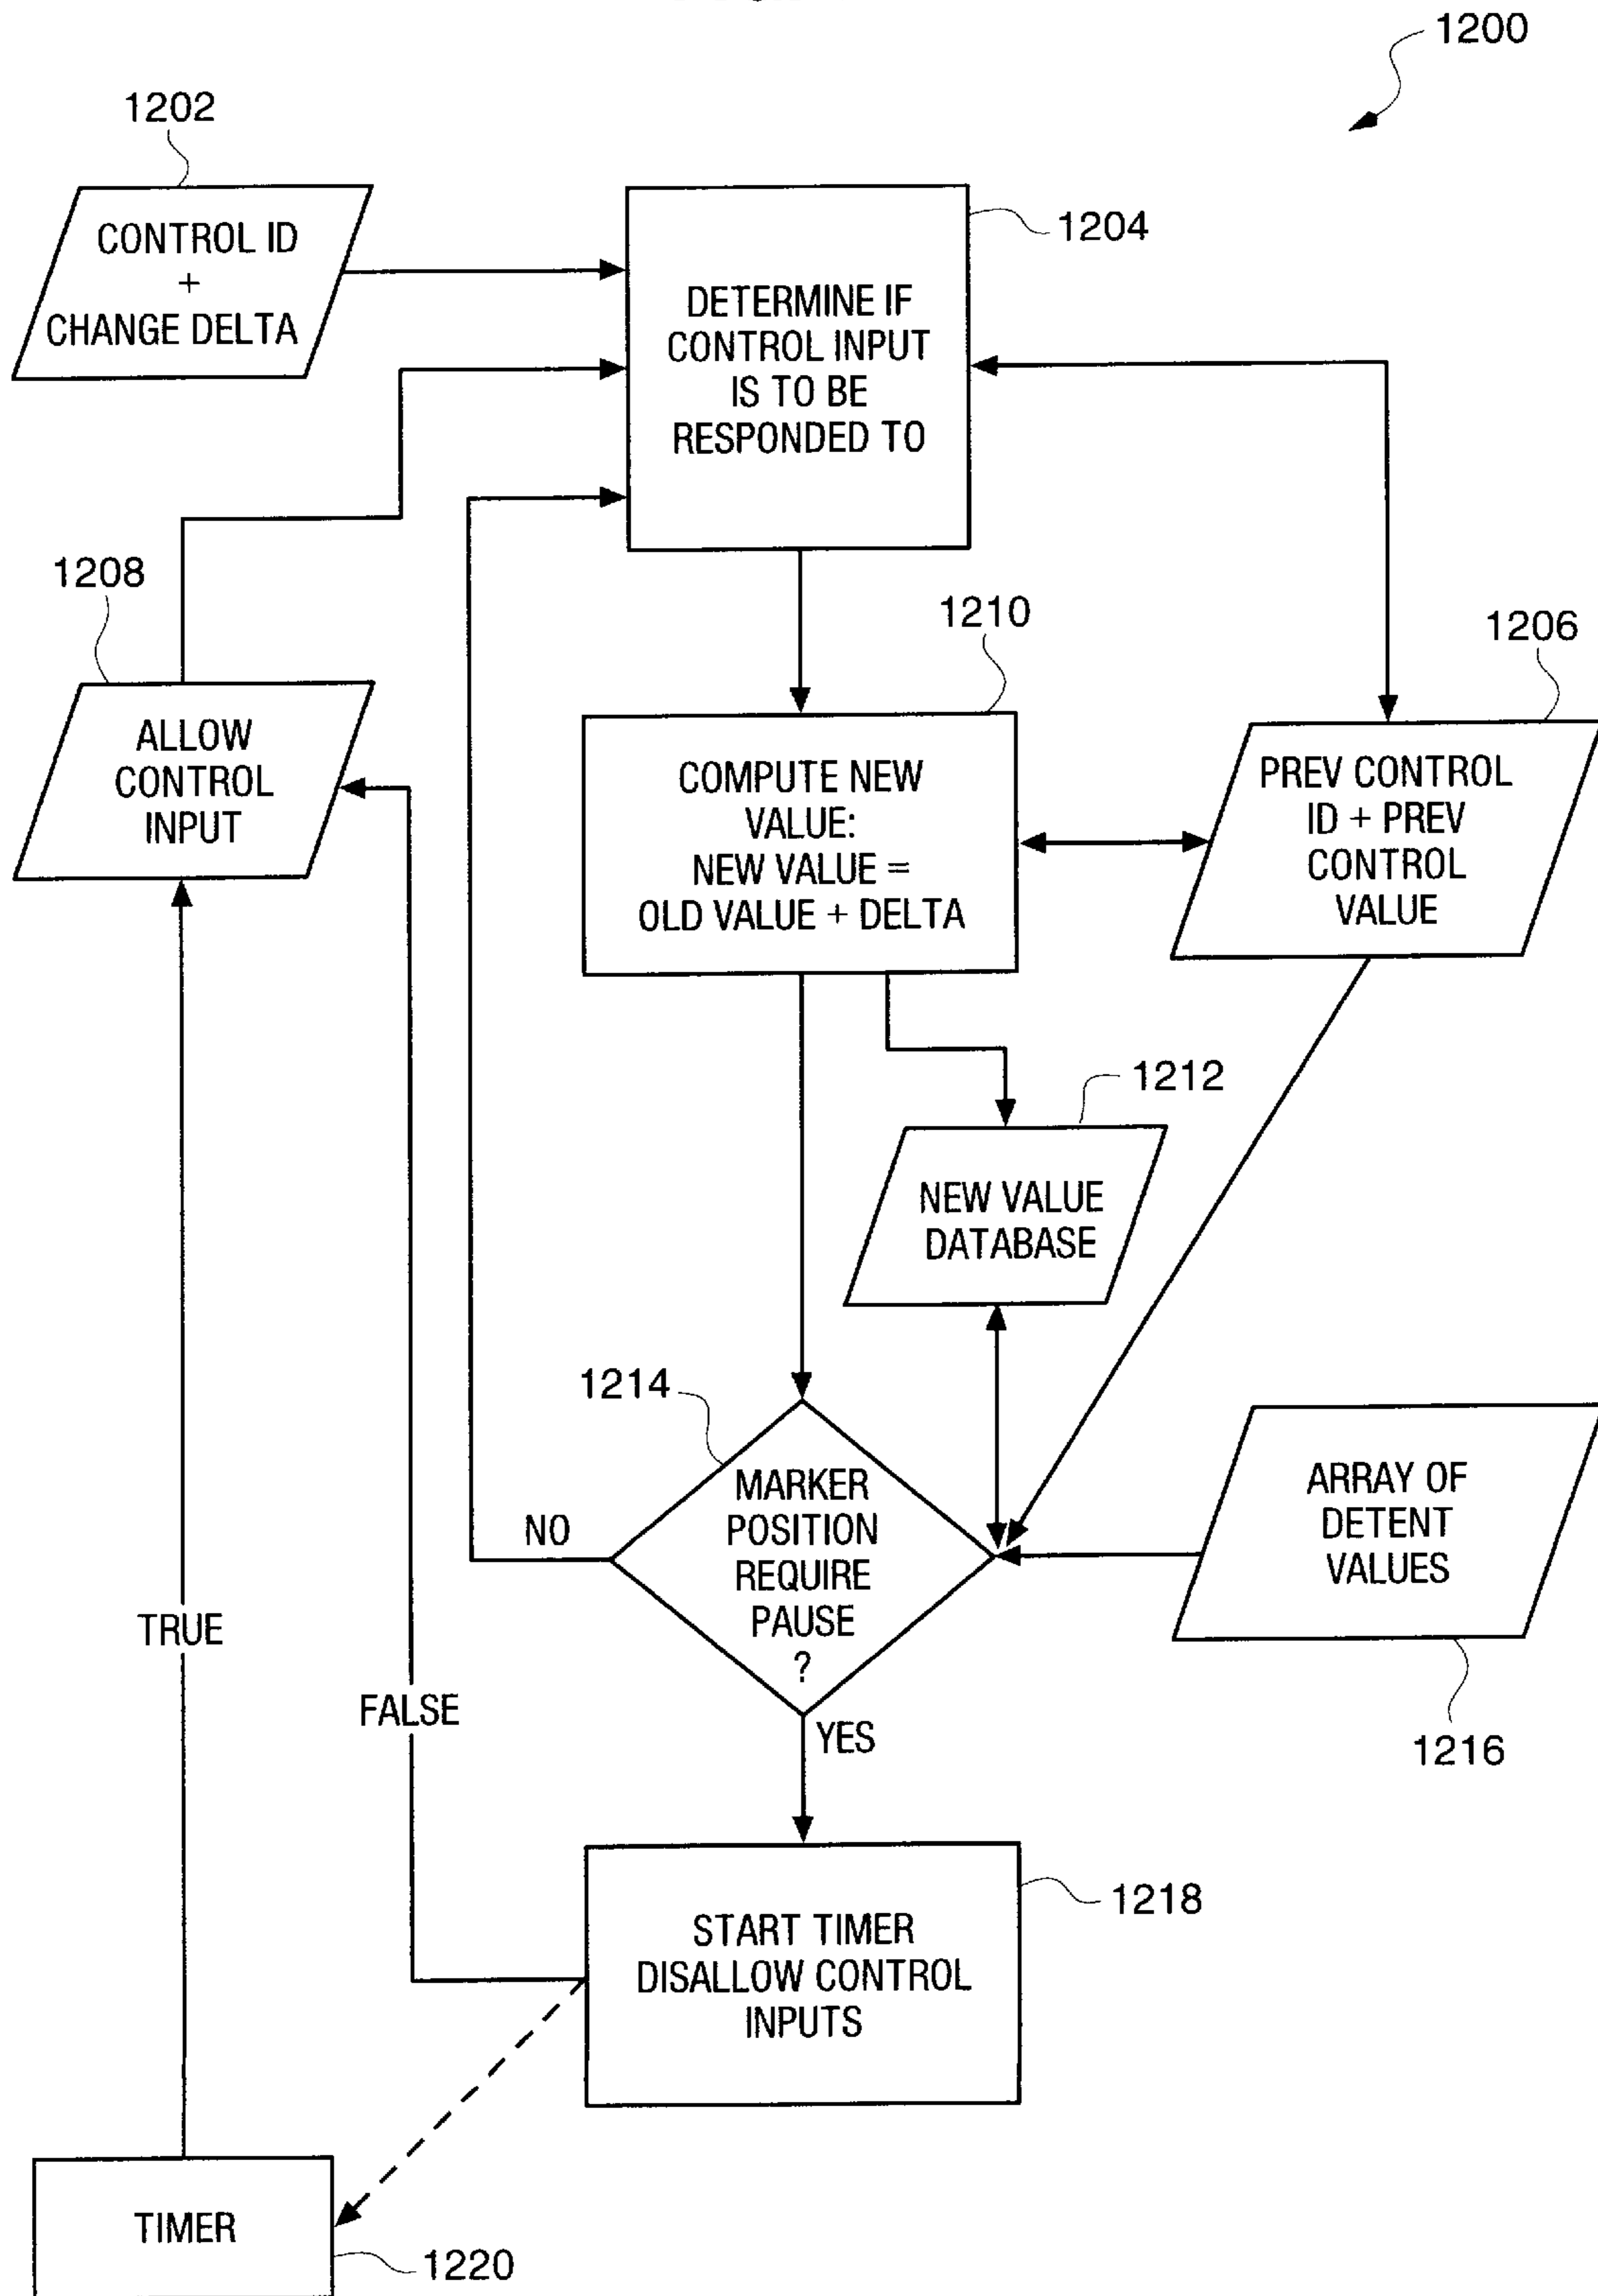 1200
1202
CONTROL ID
+
CHANGE DELTA
1204
DETERMINE IF
CONTROL INPUT
IS TO BE
RESPONDED TO
1208
ALLOW
CONTROL
INPUT
1210
COMPUTE NEW
VALUE:
NEW VALUE =
OLD VALUE + DELTA
1206
PREV CONTROL
ID + PREV
CONTROL
VALUE
1212
NEW VALUE
DATABASE
1214
MARKER
POSITION
REQUIRE
PAUSE
?
NO
YES
ARRAY OF
DETENT
VALUES
1216
TRUE
FALSE
1218
START TIMER
DISALLOW CONTROL
INPUTS
TIMER
1220